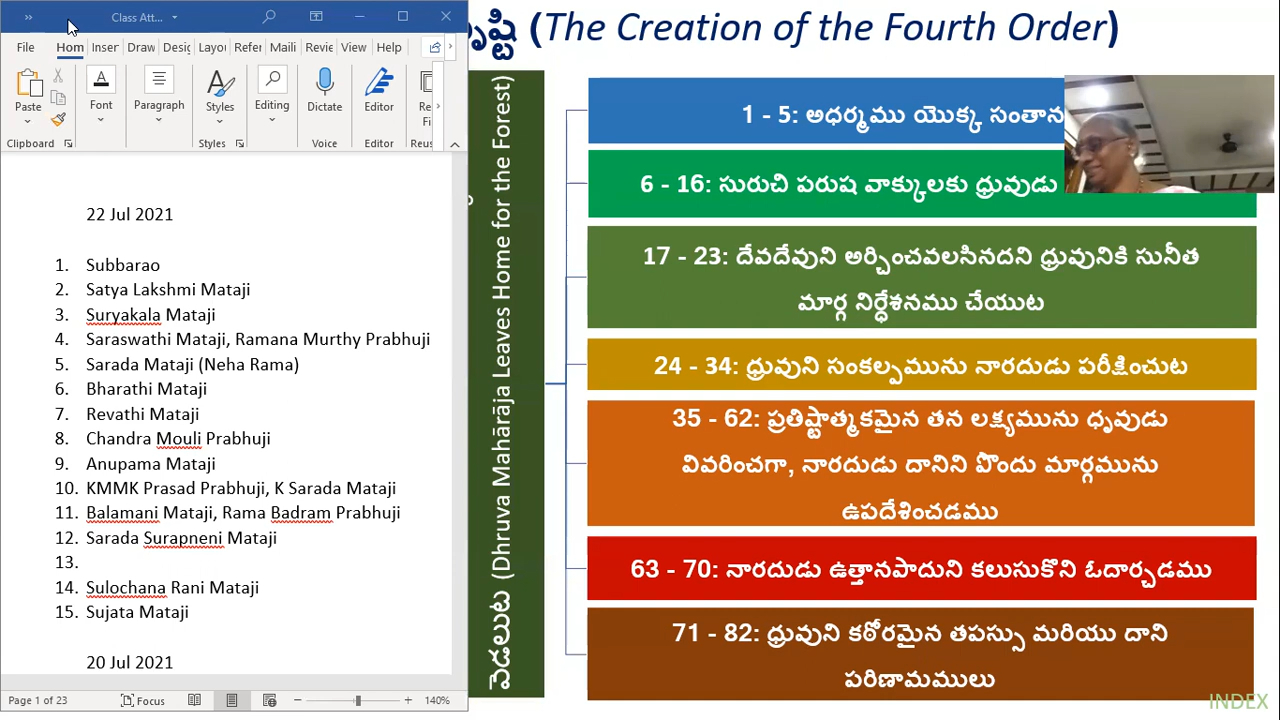 Class Att...
File Hom Inser Draw Desig Layou Refer Maili Revie View Help
Paste
Font
Paragraph
Styles
Editing
Dictate
Editor
Clipboard
Styles
Voice
Editor
Reus
22 Jul 2021
1. Subbarao
2. Satya Lakshmi Mataji
3. Suryakala Mataji
4. Saraswathi Mataji, Ramana Murthy Prabhuji
5. Sarada Mataji (Neha Rama)
6. Bharathi Mataji
7. Revathi Mataji
8. Chandra Mouli Prabhuji
9. Anupama Mataji
10. KMMK Prasad Prabhuji, K Sarada Mataji
11. Balamani Mataji, Rama Badram Prabhuji
12. Sarada Surapneni Mataji
13.
14. Sulochana Rani Mataji
15. Sujata Mataji
20 Jul 2021
Page 1 of 23
Focus
140%
(The Creation of the Fourth Order)
వెడలుట (Dhruva Mahārāja Leaves Home for the Forest)
1 - 5: అధర్మము యొక్క సంతాన
6 - 16: సురుచి పరుష వాక్కులకు ధ్రువుడు
17 - 23: దేవదేవుని అర్చించవలసినదని ధ్రువునికి సునీత
మార్గ నిర్ధేశనము చేయుట
24 - 34: ధ్రువుని సంకల్పమును నారదుడు పరీక్షించుట
35 - 62: ప్రతిష్టాత్మకమైన తన లక్ష్యమును ధృవుడు
వివరించగా, నారదుడు దానిని పొందు మార్గమును
ఉపదేశించడము
63 - 70: నారదుడు ఉత్తానపాదుని కలుసుకొని ఓదార్చడము
71 - 82: ధ్రువుని కఠోరమైన తపస్సు మరియు దాని
పరిణామములు
INDEX